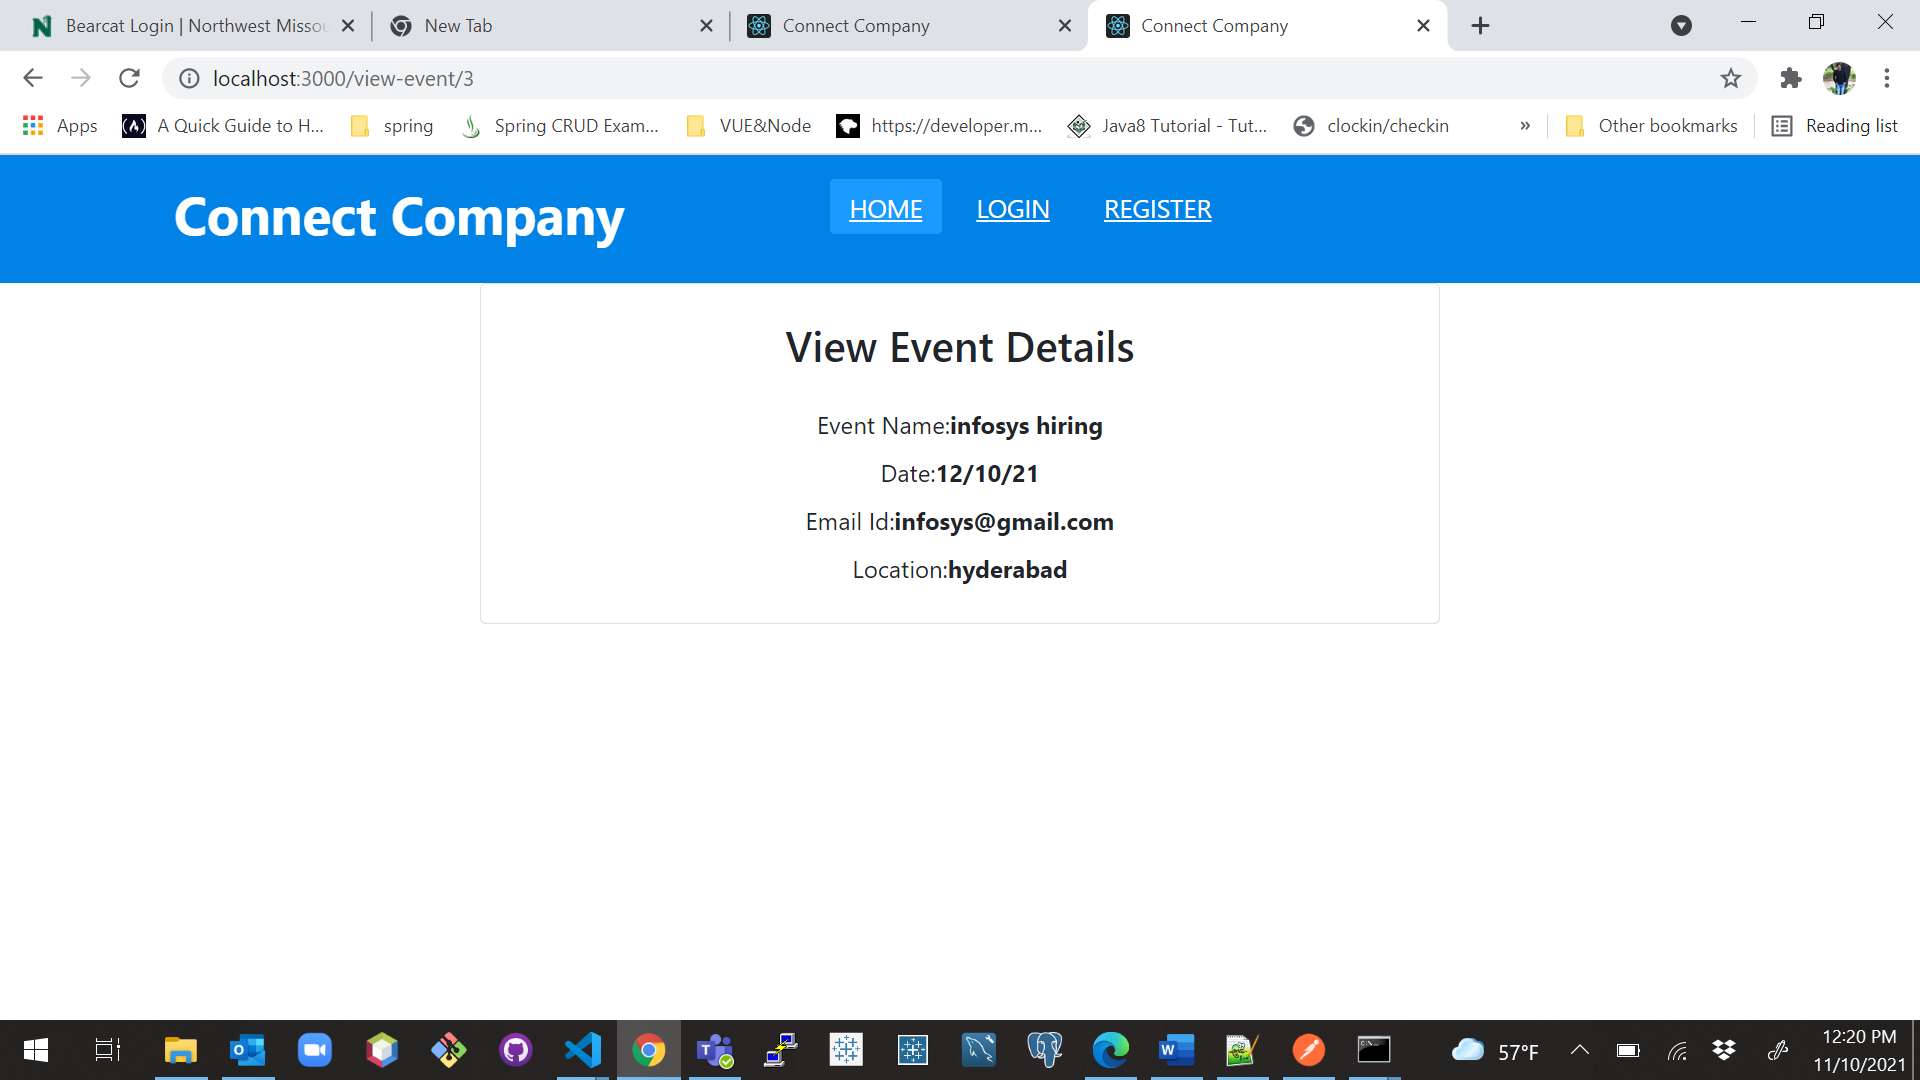 Bearcat Login | Northwest Missou
New Tab
Connect Company
Connect Company
localhost:3000/view-event/3
Apps
A Quick Guide to H...
spring
Spring CRUD Exam...
VUE&Node
https://developer.m...
Java8 Tutorial - Tut...
clockin/checkin
»
Other bookmarks
Reading list
Connect Company
HOME
LOGIN
REGISTER
View Event Details
Event Name:infosys hiring
Date:12/10/21
Email Id:infosys@gmail.com
Location:hyderabad
57°F
12:20 PM
11/10/2021